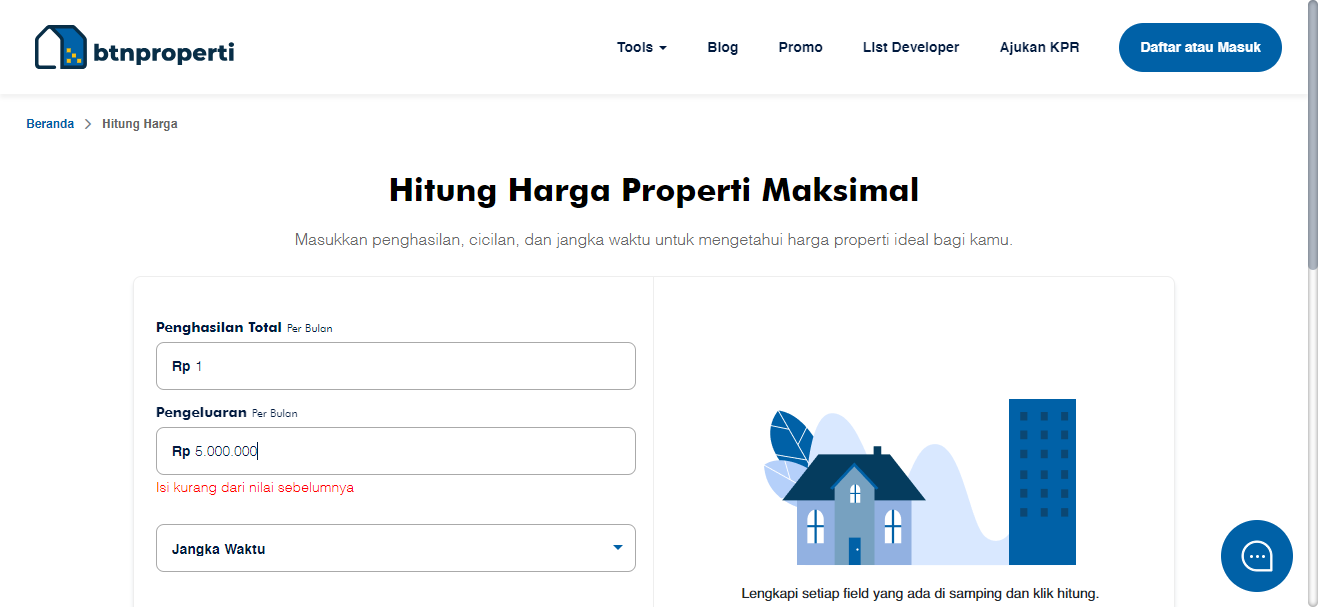 btnproperti
Tools
Blog
Promo
LIst Developer
Ajukan KPR
Daftar atau Masuk
Beranda
Hitung Harga
Hitung Harga Properti Maksimal
Masukkan penghasilan, cicilan, dan jangka waktu untuk mengetahui harga properti ideal bagi kamu.
Penghasilan Total Per Bulan
Rp 1
Pengeluaran Per Bulan
Rp 5.000.000
Isi kurang dari nilai sebelumnya
Jangka Waktu
Lengkapi setiap field yang ada di samping dan klik hitung.